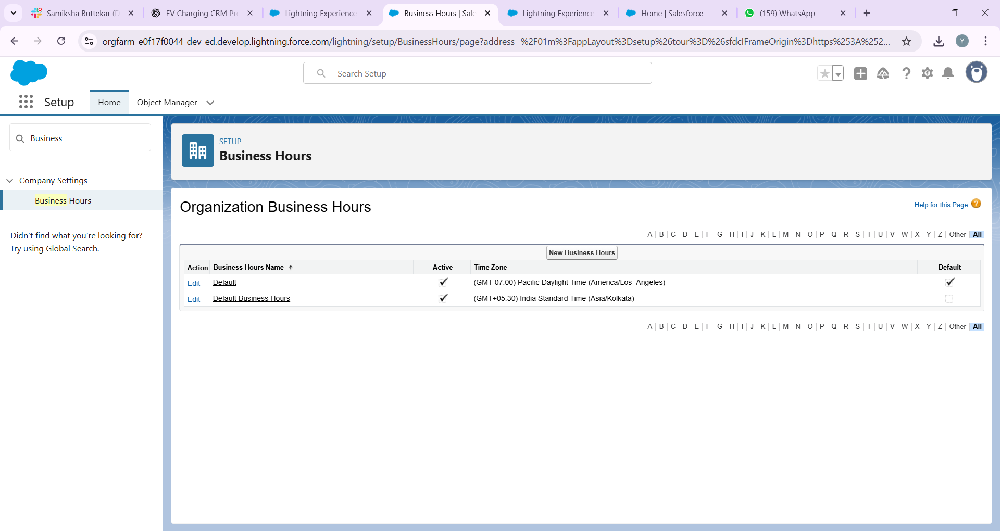 Samiksha Buttekar (D
EV Charging CRM Pro
Lightning Experience
Business Hours | Sale
Lightning Experience
Home | Salesforce
(159) WhatsApp
orgfarm-e0f17f0044-dev-ed.develop.lightning.force.com/lightning/setup/BusinessHours/page?address=%2F01m%3FappLayout%3Dsetup%26tour%3D%26sfdcIFrameOrigin%3Dhttps%253A%252...
Y
Search Setup
Setup
Home
Object Manager
Business
Company Settings
Business Hours
Didn't find what you're looking for?
Try using Global Search.
SETUP
Business Hours
Organization Business Hours
Help for this Page ?
A | B | C | D | E | F | G | H | I | J | K | L | M | N | O | P | Q | R | S | T | U | V | W | X | Y | Z | Other | All
New Business Hours
Action Business Hours Name Active Time Zone Default
Edit Default (GMT-07:00) Pacific Daylight Time (America/Los_Angeles)
Edit Default Business Hours (GMT+05:30) India Standard Time (Asia/Kolkata)
A | B | C | D | E | F | G | H | I | J | K | L | M | N | O | P | Q | R | S | T | U | V | W | X | Y | Z | Other | All